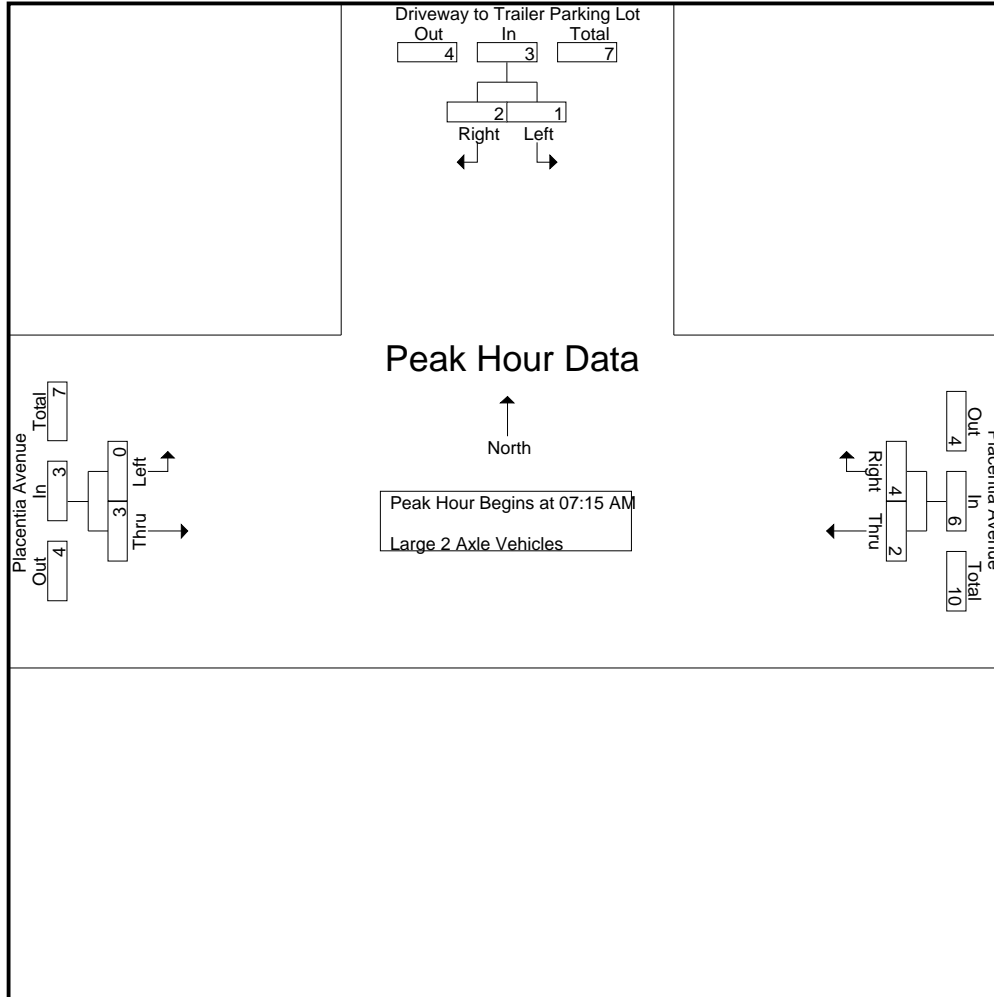 Driveway to Trailer Parking Lot
Out In Total
4 3 7
2 1
Right Left
Peak Hour Data
North
Peak Hour Begins at 07:15 AM
Large 2 Axle Vehicles
Placentia Avenue
Out In Total
4 3 7
Thru Left
3 0
Placentia Avenue
Out In Total
4 6 10
Right Thru
4 2